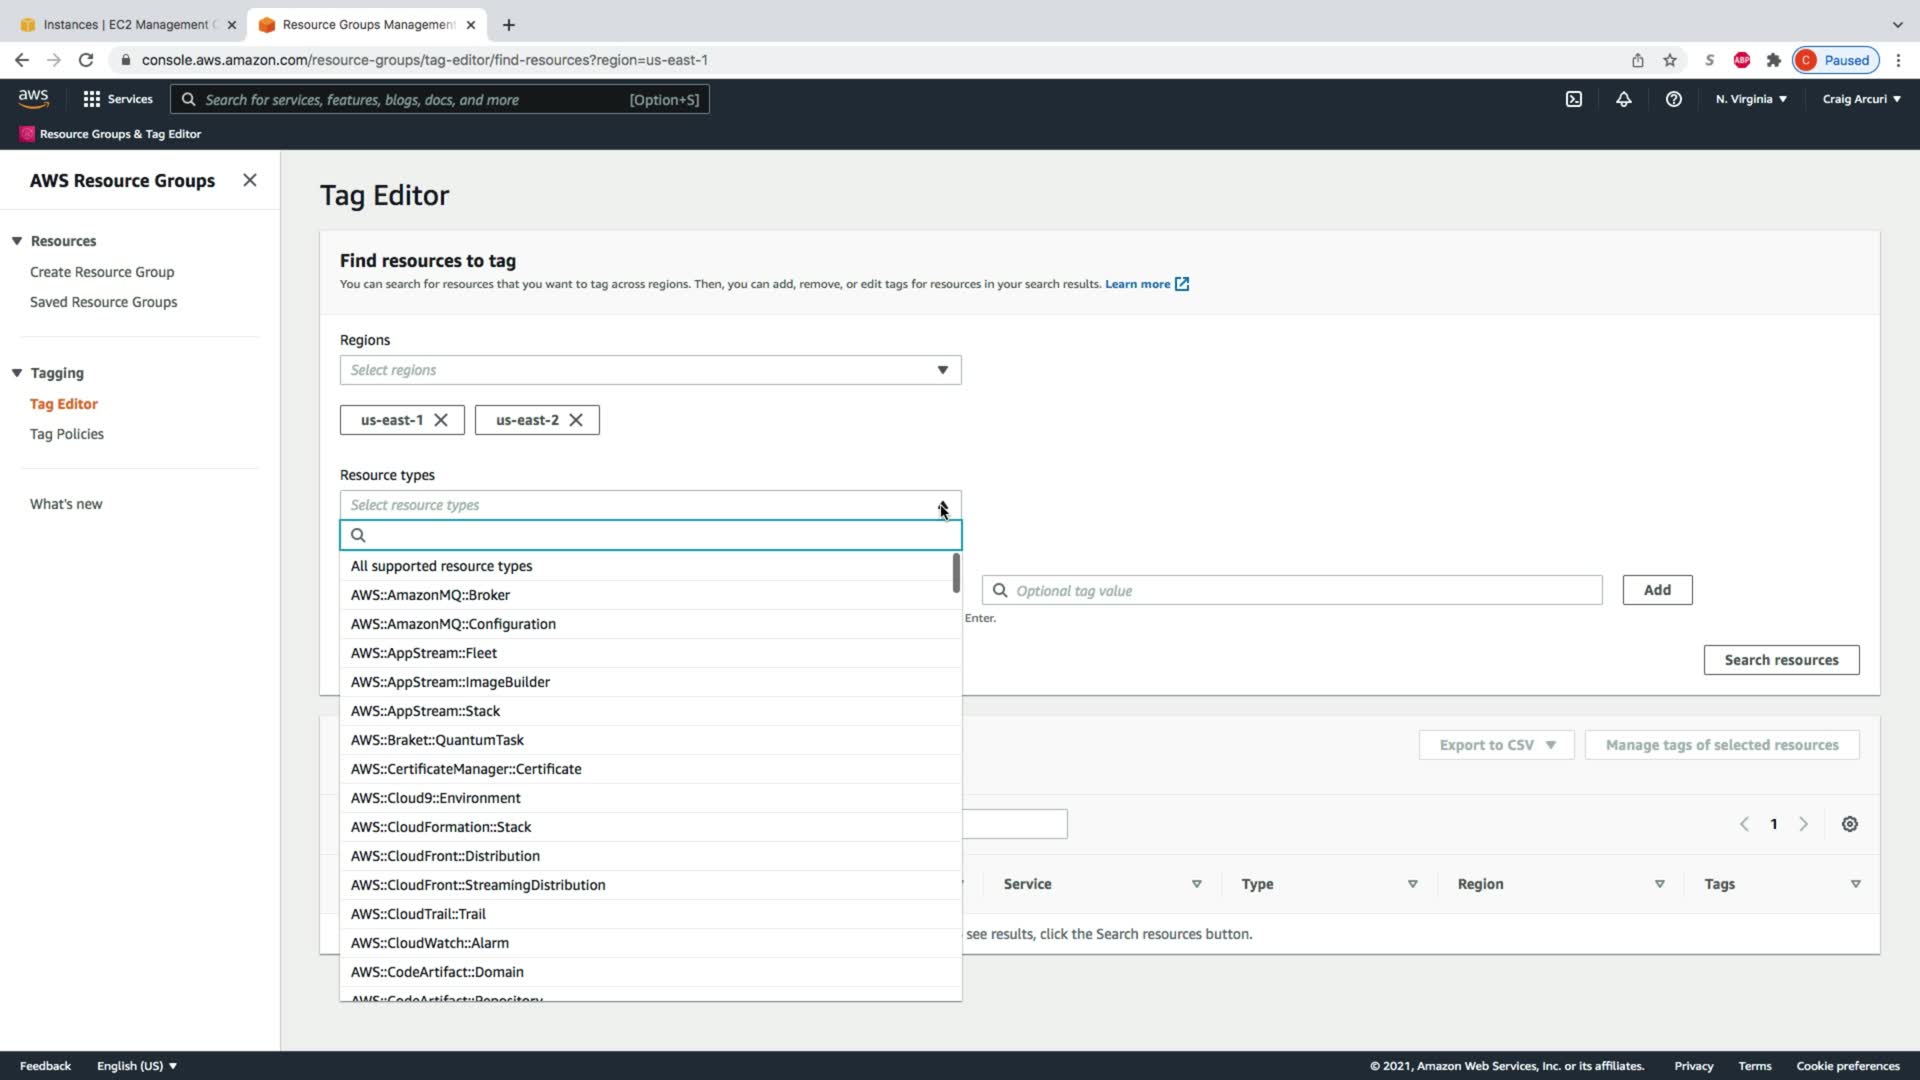 Instances | EC2 Management C
Resource Groups Management
console.aws.amazon.com/resource-groups/tag-editor/find-resources?region=us-east-1
S
ABP
C
Paused
aws
Services
Search for services, features, blogs, docs, and more
[Option+S]
N. Virginia
Craig Arcuri
Resource Groups & Tag Editor
AWS Resource Groups
Resources
Create Resource Group
Saved Resource Groups
Tagging
Tag Editor
Tag Policies
What's new
Tag Editor
Find resources to tag
You can search for resources that you want to tag across regions. Then, you can add, remove, or edit tags for resources in your search results. Learn more
Regions
Select regions
us-east-1
us-east-2
Resource types
Select resource types
All supported resource types
AWS::AmazonMQ::Broker
AWS::AmazonMQ::Configuration
AWS::AppStream::Fleet
AWS::AppStream::ImageBuilder
AWS::AppStream::Stack
AWS::Braket::QuantumTask
AWS::CertificateManager::Certificate
AWS::Cloud9::Environment
AWS::CloudFormation::Stack
AWS::CloudFront::Distribution
AWS::CloudFront::StreamingDistribution
AWS::CloudTrail::Trail
AWS::CloudWatch::Alarm
AWS::CodeArtifact::Domain
AWS::CodeArtifact::Repository
Optional tag value
Add
Enter.
Search resources
Export to CSV
Manage tags of selected resources
1
Service
Type
Region
Tags
see results, click the Search resources button.
Feedback
English (US)
© 2021, Amazon Web Services, Inc. or its affiliates.
Privacy
Terms
Cookie preferences